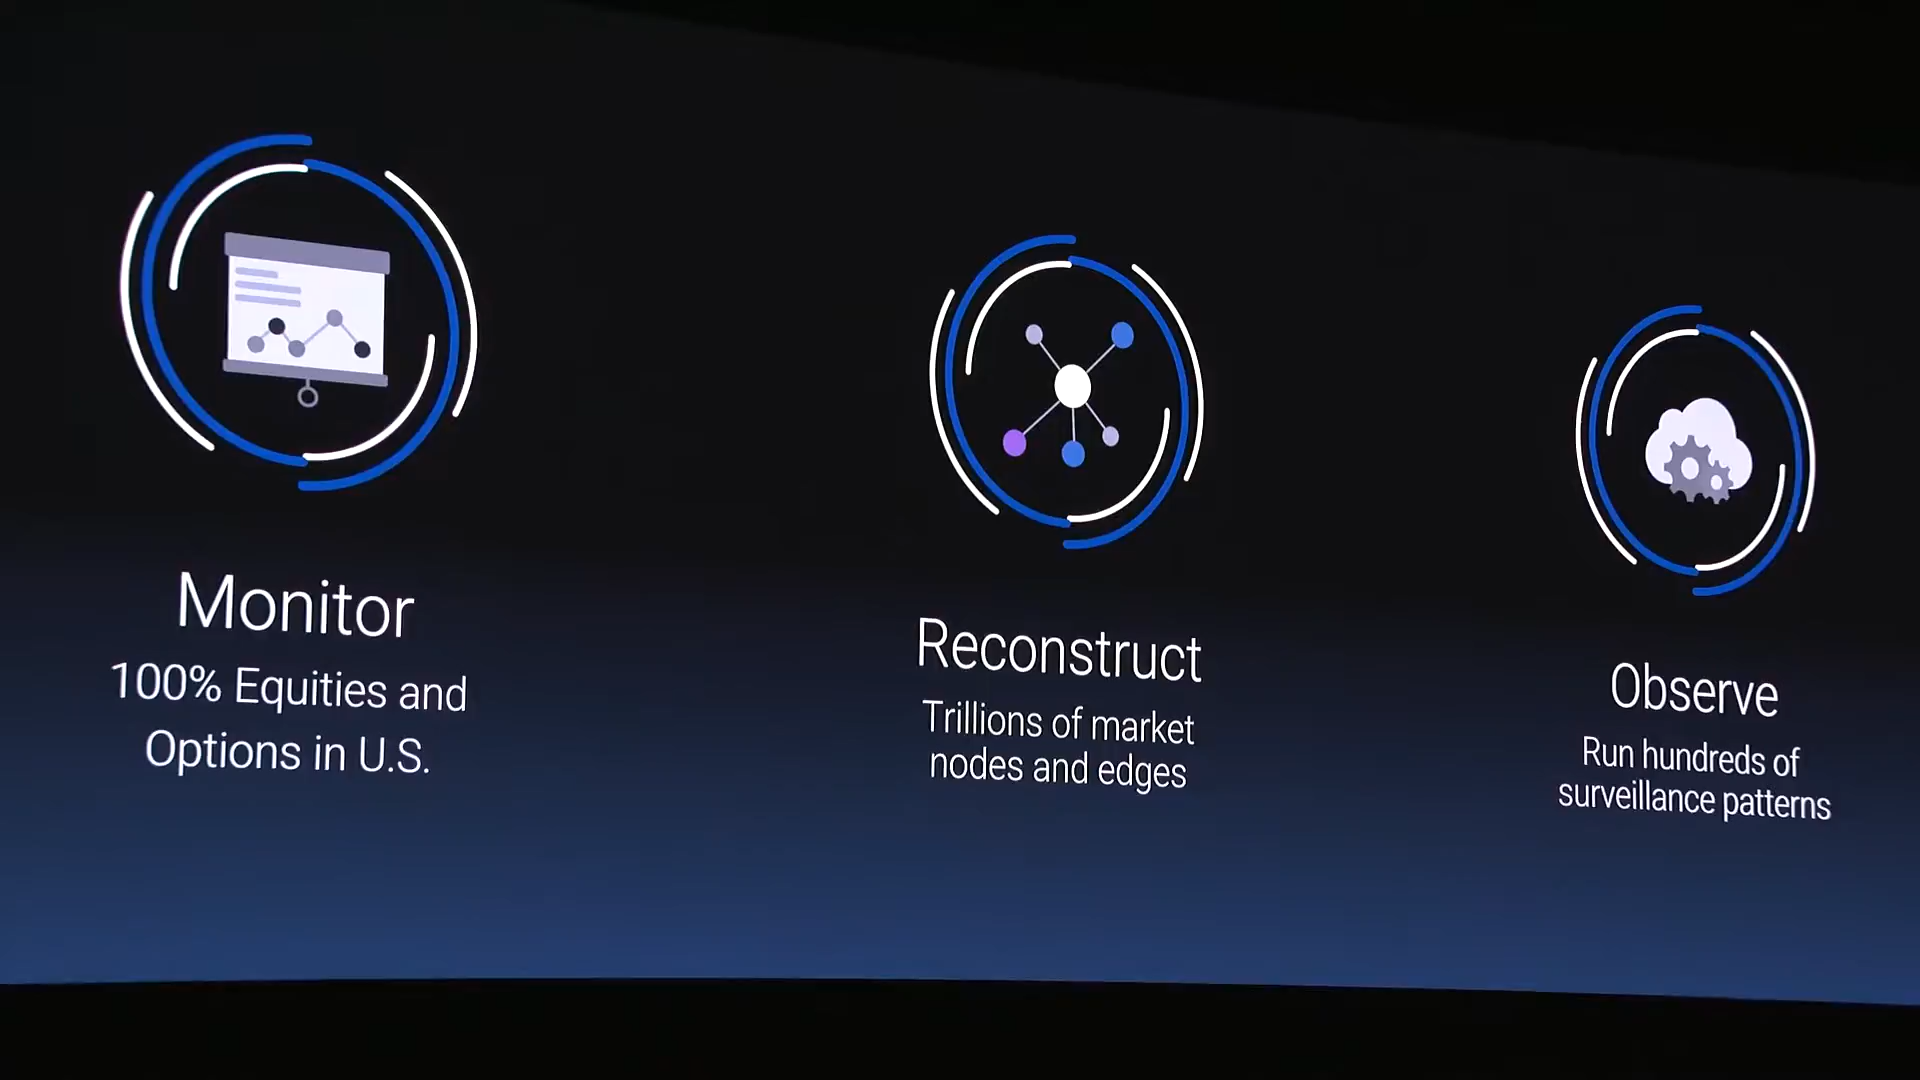 Monitor
100% Equities and
Options in U.S.
Reconstruct
Trillions of market
nodes and edges
Observe
Run hundreds of
surveillance patterns